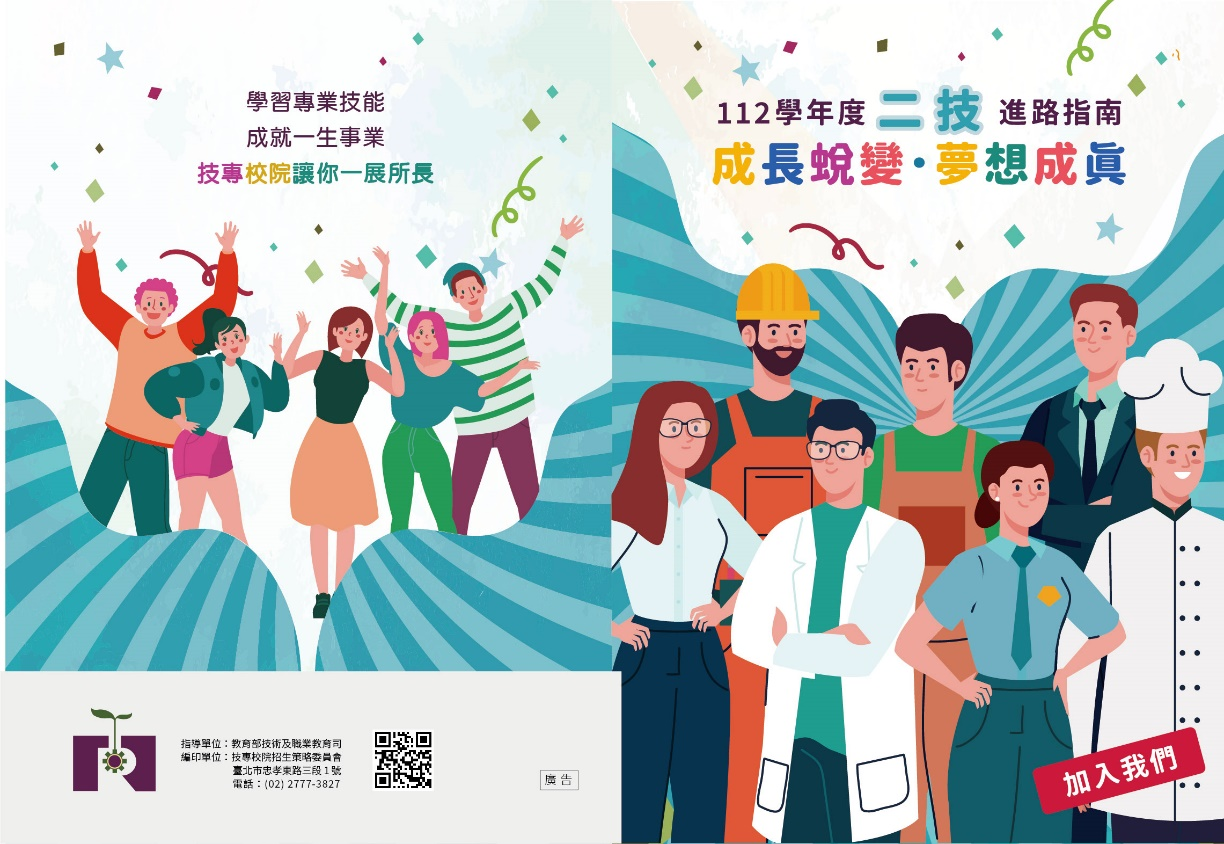 學習專業技能
成就一生事業
技專校院讓你一展所長
指導單位：教育部技術及職業教育司
編印單位：技專校院招生策略委員會
臺北市忠孝東路三段1號
電話：(02) 2777-3827
廣告
112學年度 二技 進路指南
成長蛻變·夢想成真
加入我們